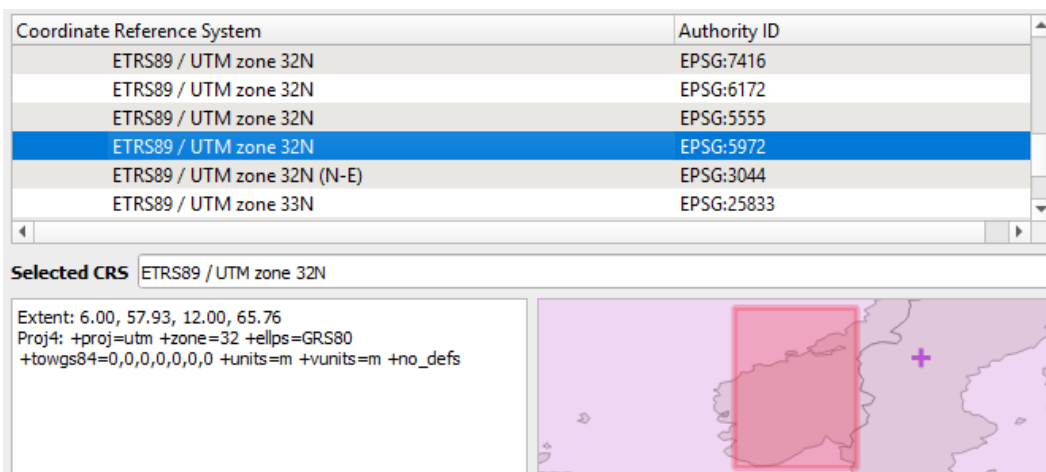 Coordinate Reference System Authority ID
ETRS89 / UTM zone 32N EPSG:7416
ETRS89 / UTM zone 32N EPSG:6172
ETRS89 / UTM zone 32N EPSG:5555
ETRS89 / UTM zone 32N EPSG:5972
ETRS89 / UTM zone 32N (N-E) EPSG:3044
ETRS89 / UTM zone 33N EPSG:25833
Selected CRS ETRS89 / UTM zone 32N
Extent: 6.00, 57.93, 12.00, 65.76
Proj4: +proj=utm +zone=32 +ellps=GRS80
+towgs84=0,0,0,0,0,0,0 +units=m +vunits=m +no_defs